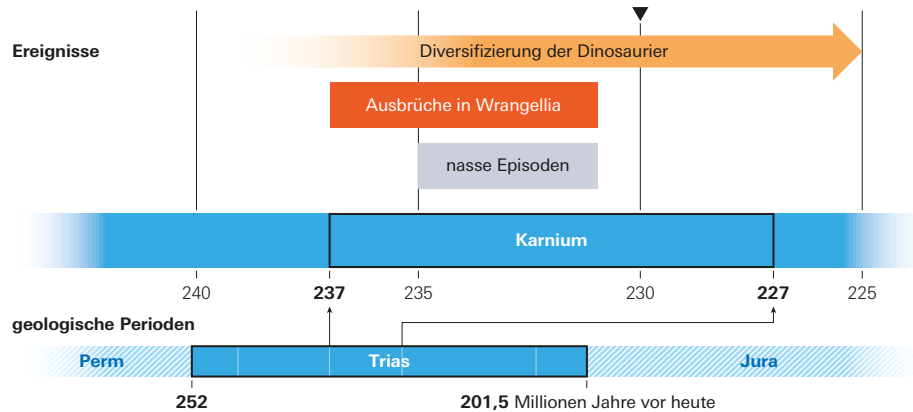 Ereignisse
Diversifizierung der Dinosaurier
Ausbrüche in Wrangellia
nasse Episoden
Karnium
240 237 235 230 227 225
geologische Perioden
Perm Trias Jura
252 201,5 Millionen Jahre vor heute